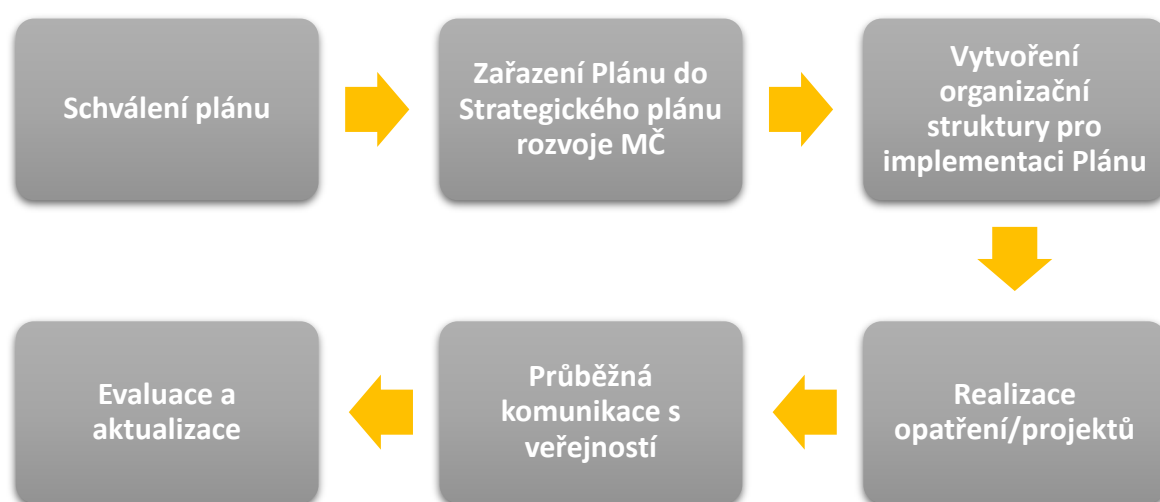 Schválení plánu
Zařazení Plánu do
Strategického plánu
rozvoje MČ
Vytvoření
organizační
struktury pro
implementaci Plánu
Realizace
opatření/projektů
Průběžná
komunikace s
veřejností
Evaluace a
aktualizace